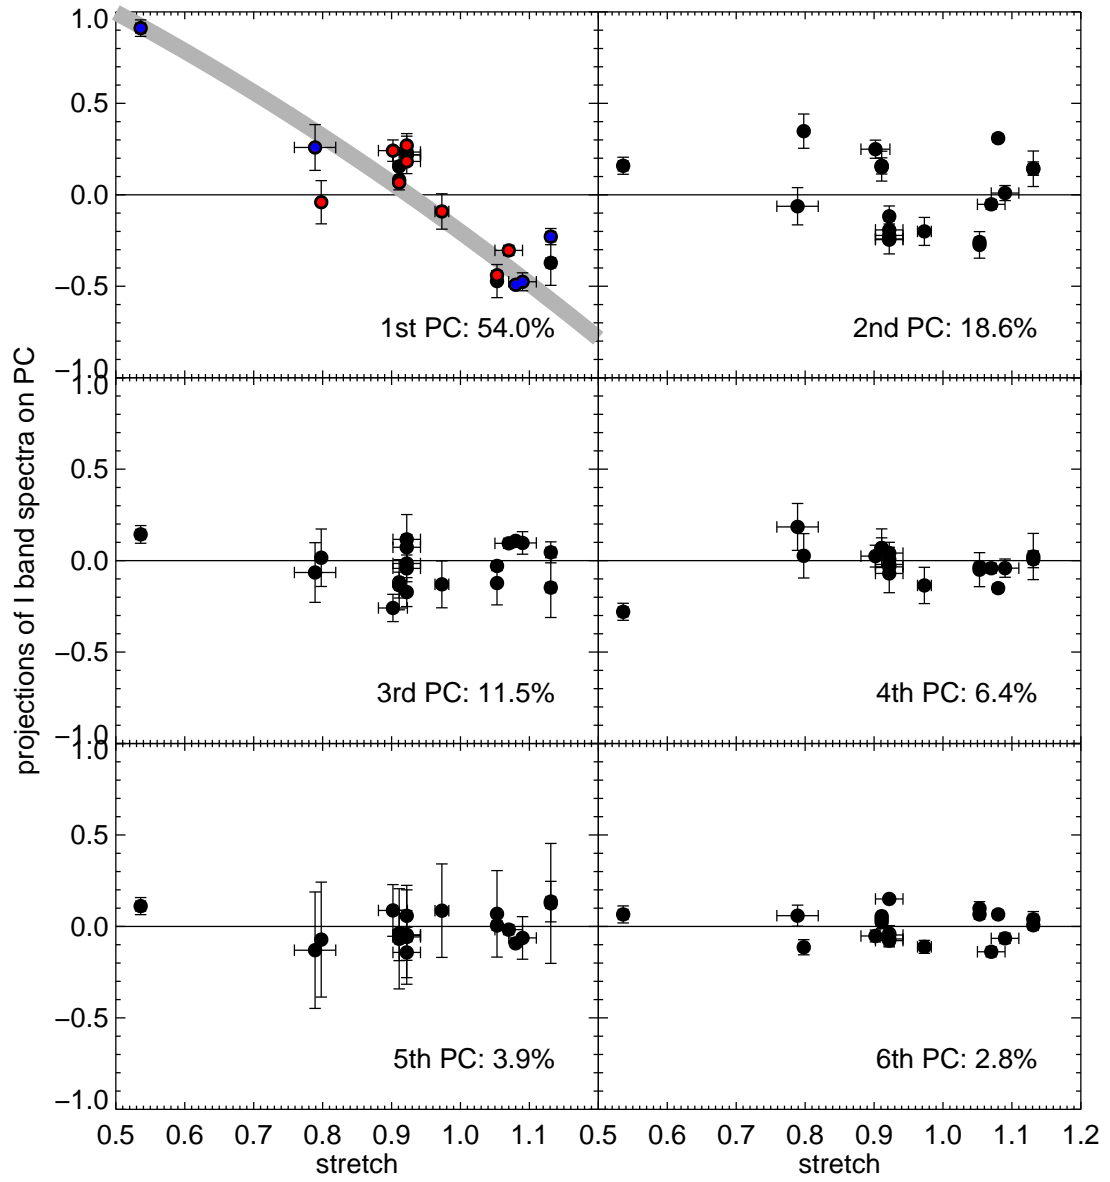 1.0
0.5
0.0
−0.5
−1.0
1st PC: 54.0%
2nd PC: 18.6%
1.0
0.5
0.0
−0.5
−1.0
3rd PC: 11.5%
4th PC: 6.4%
1.0
0.5
0.0
−0.5
−1.0
5th PC: 3.9%
6th PC: 2.8%
projections of I band spectra on PC
0.5 0.6 0.7 0.8 0.9 1.0 1.1 0.5 0.6 0.7 0.8 0.9 1.0 1.1 1.2
stretch stretch